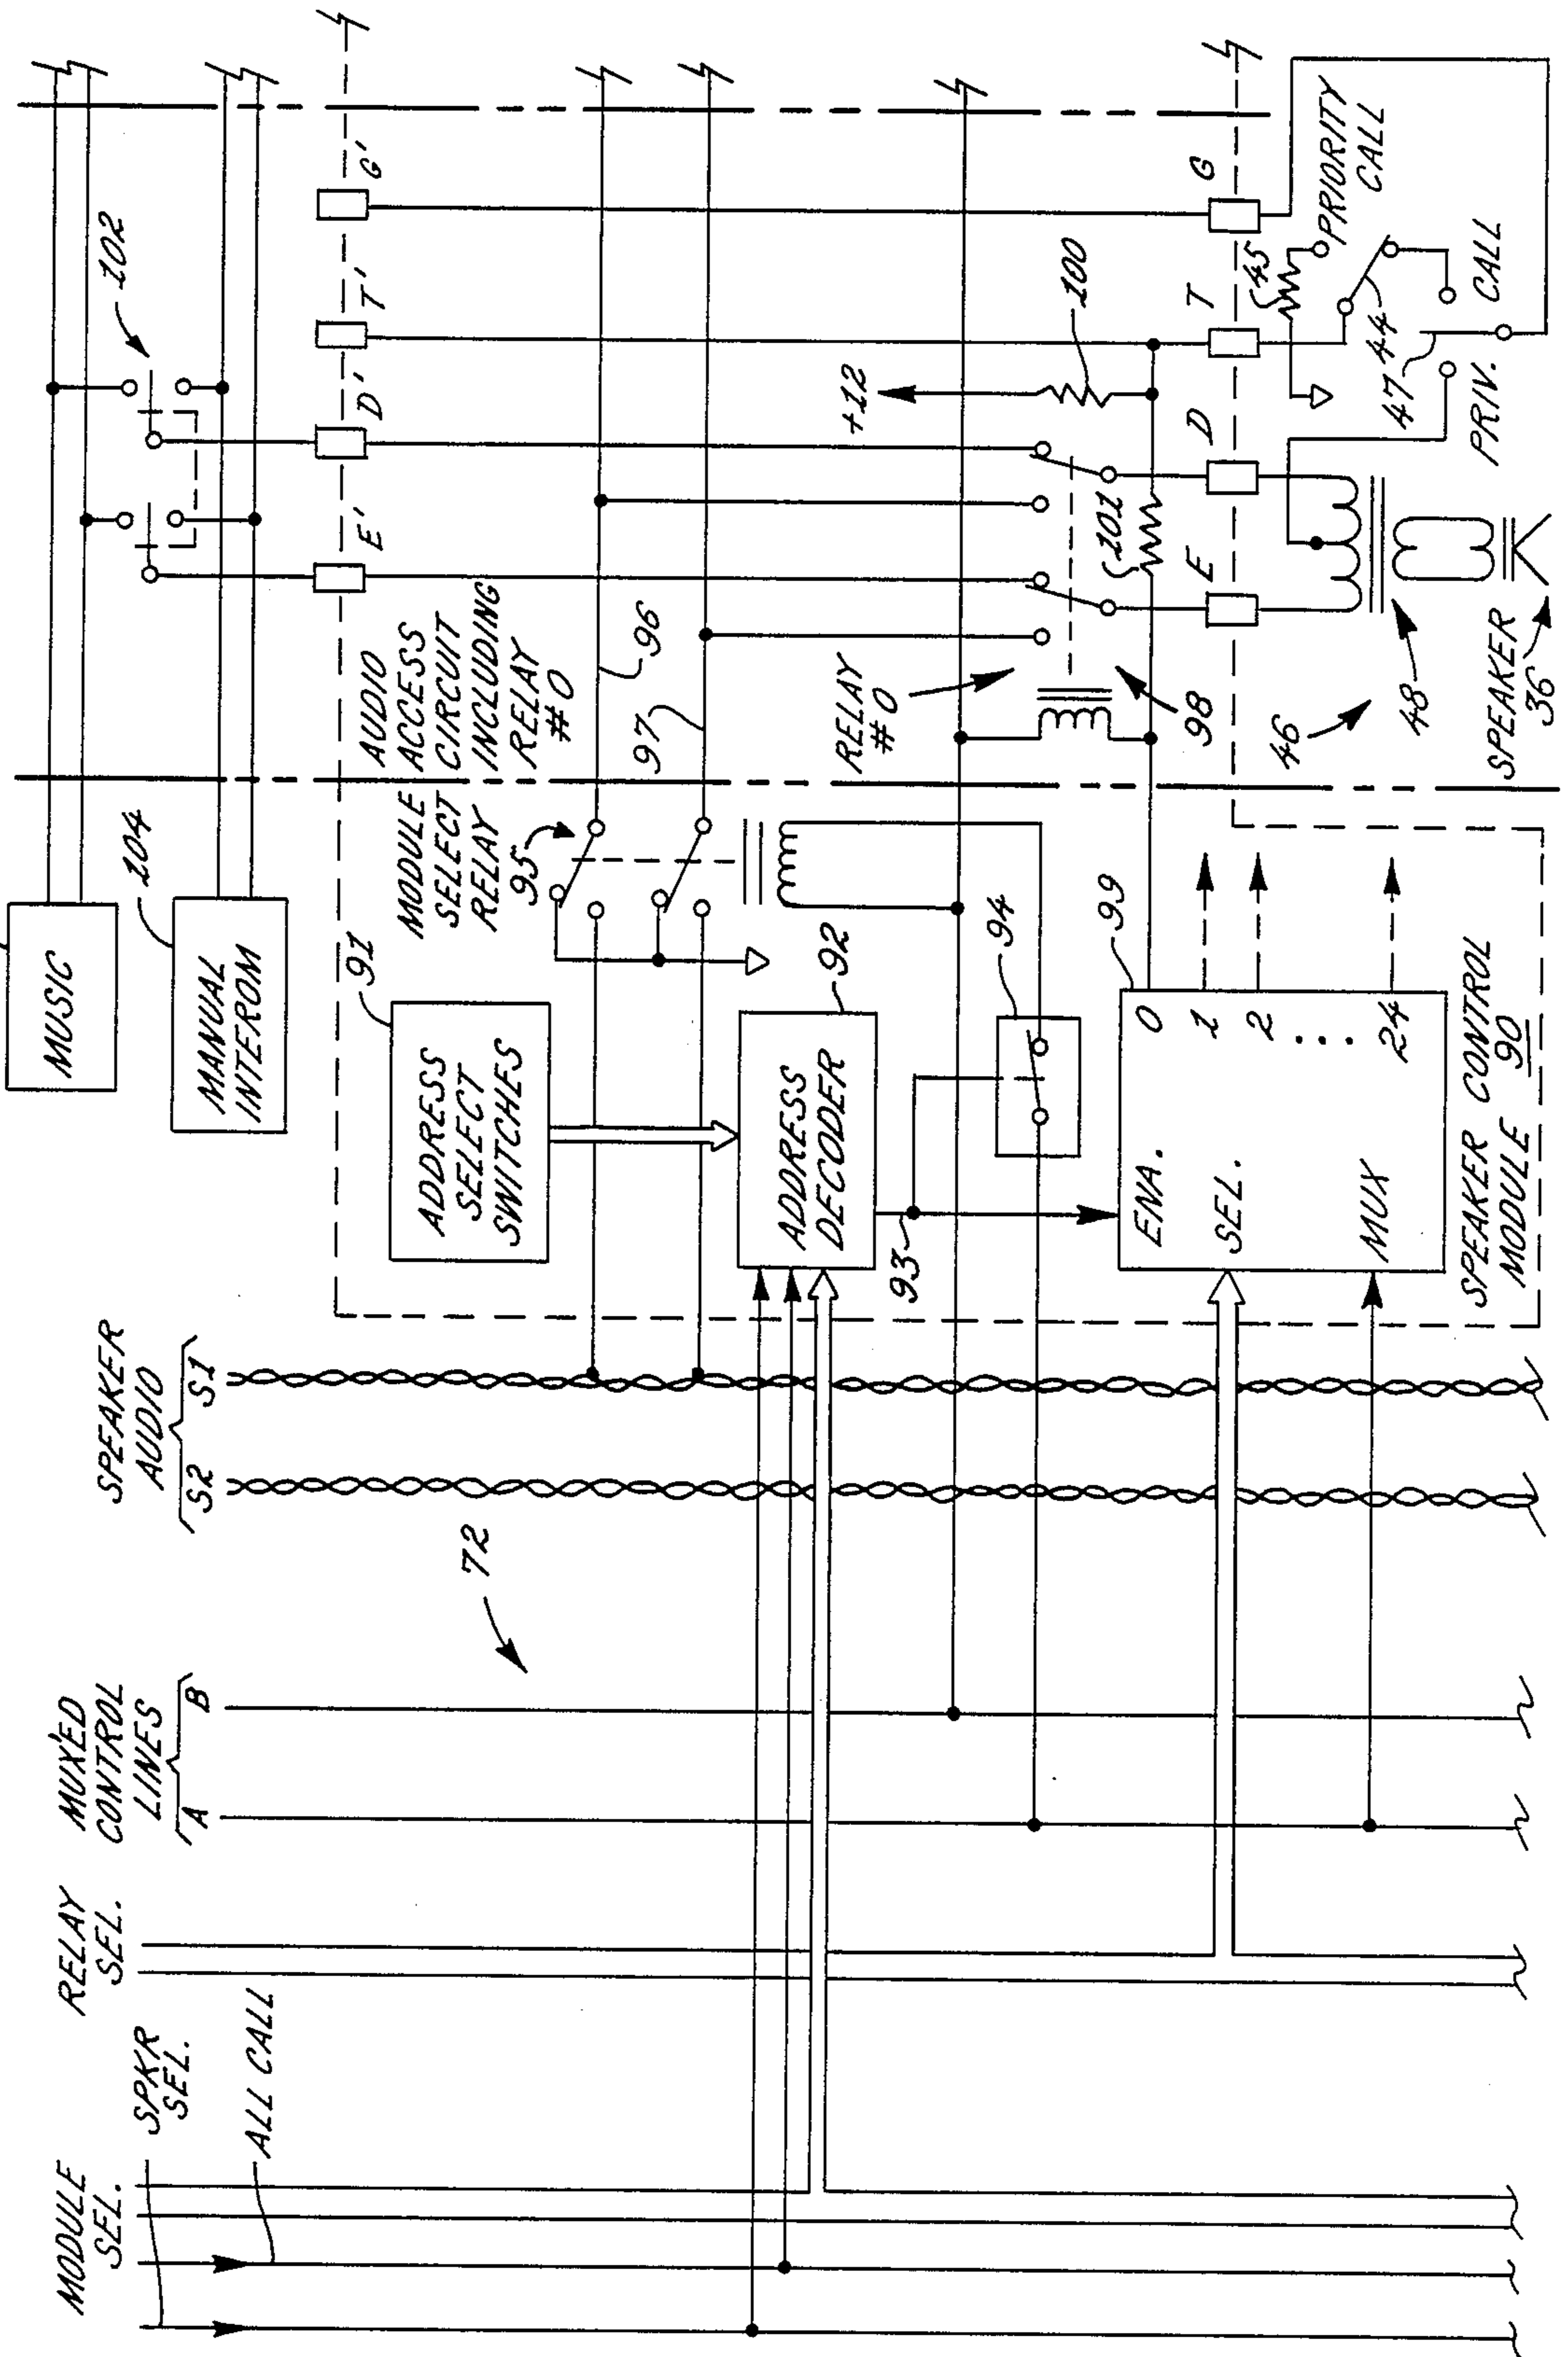 MODULE
SEL.
SPKR
SEL.
ALL CALL
RELAY
SEL.
MUX'ED
CONTROL
LINES
A
B
72
SPEAKER
AUDIO
S2
S1
MUSIC
104
MANUAL
INTEROM
102
91
ADDRESS
SELECT
SWITCHES
MODULE
SELECT
RELAY
95
AUDIO
ACCESS
CIRCUIT
INCLUDING
RELAY
#0
E'
D'
T'
G'
96
97
ADDRESS
DECODER
92
93
94
RELAY
#0
98
+12
100
101
99
ENA.
SEL.
MUX
0
1
2
...
24
SPEAKER CONTROL
MODULE 90
E
D
T
G
46
48
SPEAKER
36
45
PRIORITY
CALL
44
47
PRIV.
CALL